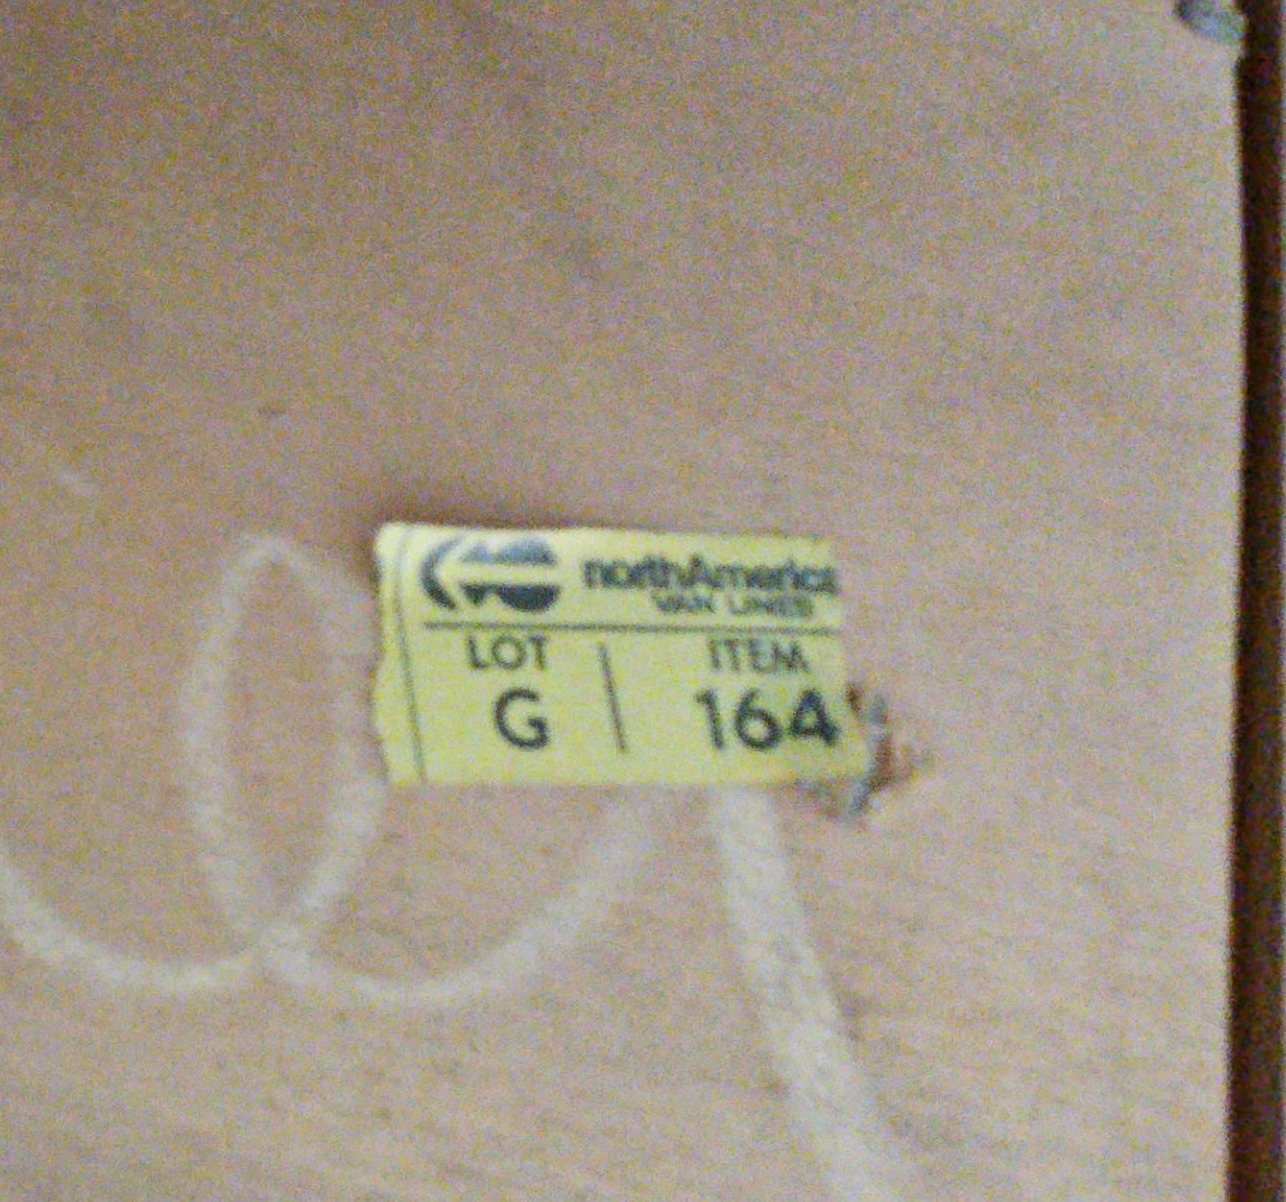 northAmerica
VAN LINES
LOT ITEM
G 164